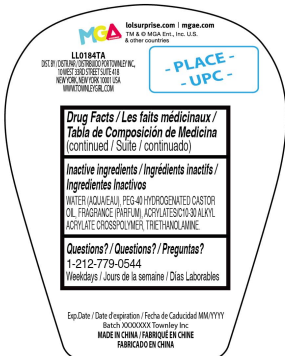 MGA
lolsurprise.com | mgae.com
TM & © MGA Ent., Inc. U.S.
& other countries
LL0184TA
DIST. BY / DISTR. PAR / DISTRIBUIDO POR TOWNLEY INC.,
10 WEST 33RD STREET SUITE 418
NEW YORK, NEW YORK 10001 USA
WWW.TOWNLEYGIRL.COM
- PLACE -
- UPC -
Drug Facts / Les faits médicinaux /
Tabla de Composición de Medicina
(continued / Suite / continuado)
Inactive ingredients / Ingrédients inactifs /
Ingredientes Inactivos
WATER (AQUA/EAU), PEG-40 HYDROGENATED CASTOR
OIL, FRAGRANCE (PARFUM), ACRYLATES/C10-30 ALKYL
ACRYLATE CROSSPOLYMER, TRIETHANOLAMINE.
Questions? / Questions? / Preguntas?
1-212-779-0544
Weekdays / Jours de la semaine / Días Laborables
Exp.Date / Date d'expiration / Fecha de Caducidad MM/YYYY
Batch XXXXXXX Townley Inc
MADE IN CHINA / FABRIQUÉ EN CHINE
FABRICADO EN CHINA